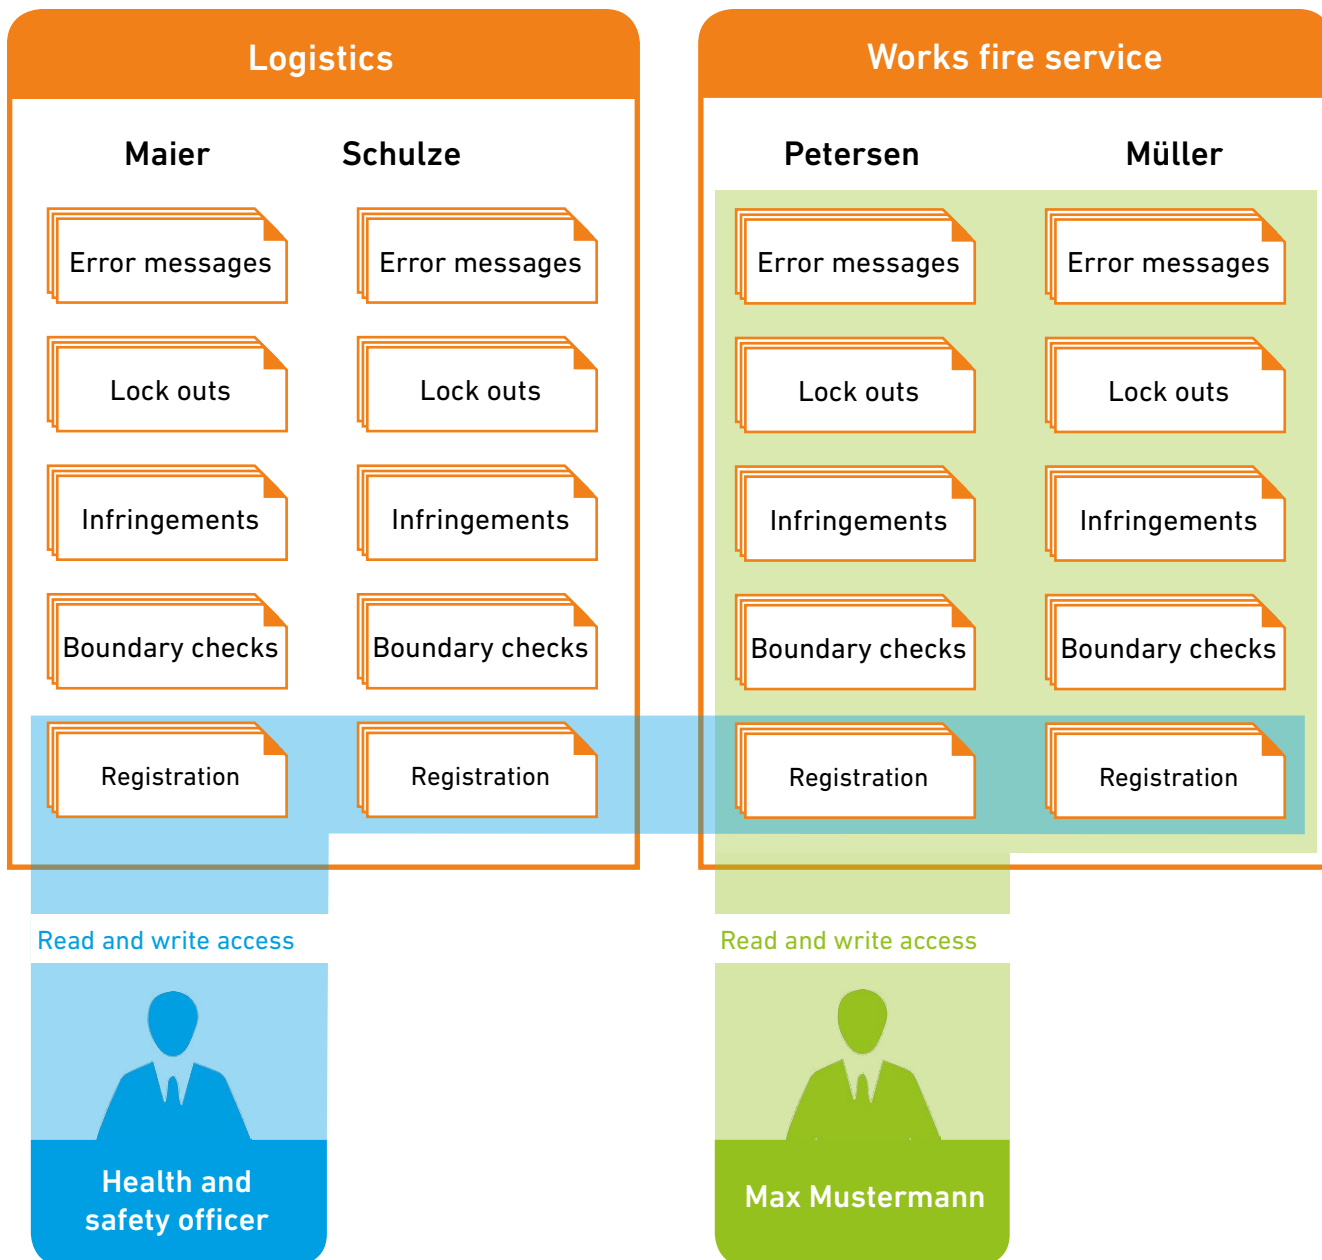 Logistics
Maier Schulze
Error messages Error messages
Lock outs Lock outs
Infringements Infringements
Boundary checks Boundary checks
Registration Registration
Works fire service
Petersen Müller
Error messages Error messages
Lock outs Lock outs
Infringements Infringements
Boundary checks Boundary checks
Registration Registration
Read and write access
Health and
safety officer
Read and write access
Max Mustermann